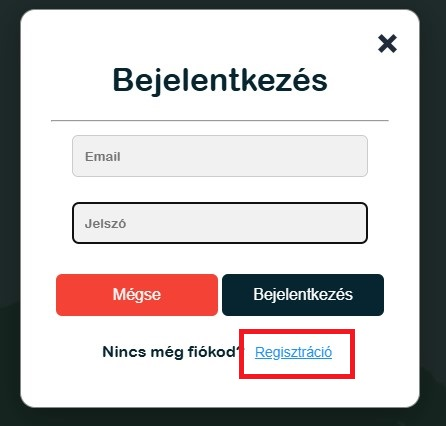 Bejelentkezés
Email
Jelszó
Mégse Bejelentkezés
Nincs még fiókod? Regisztráció